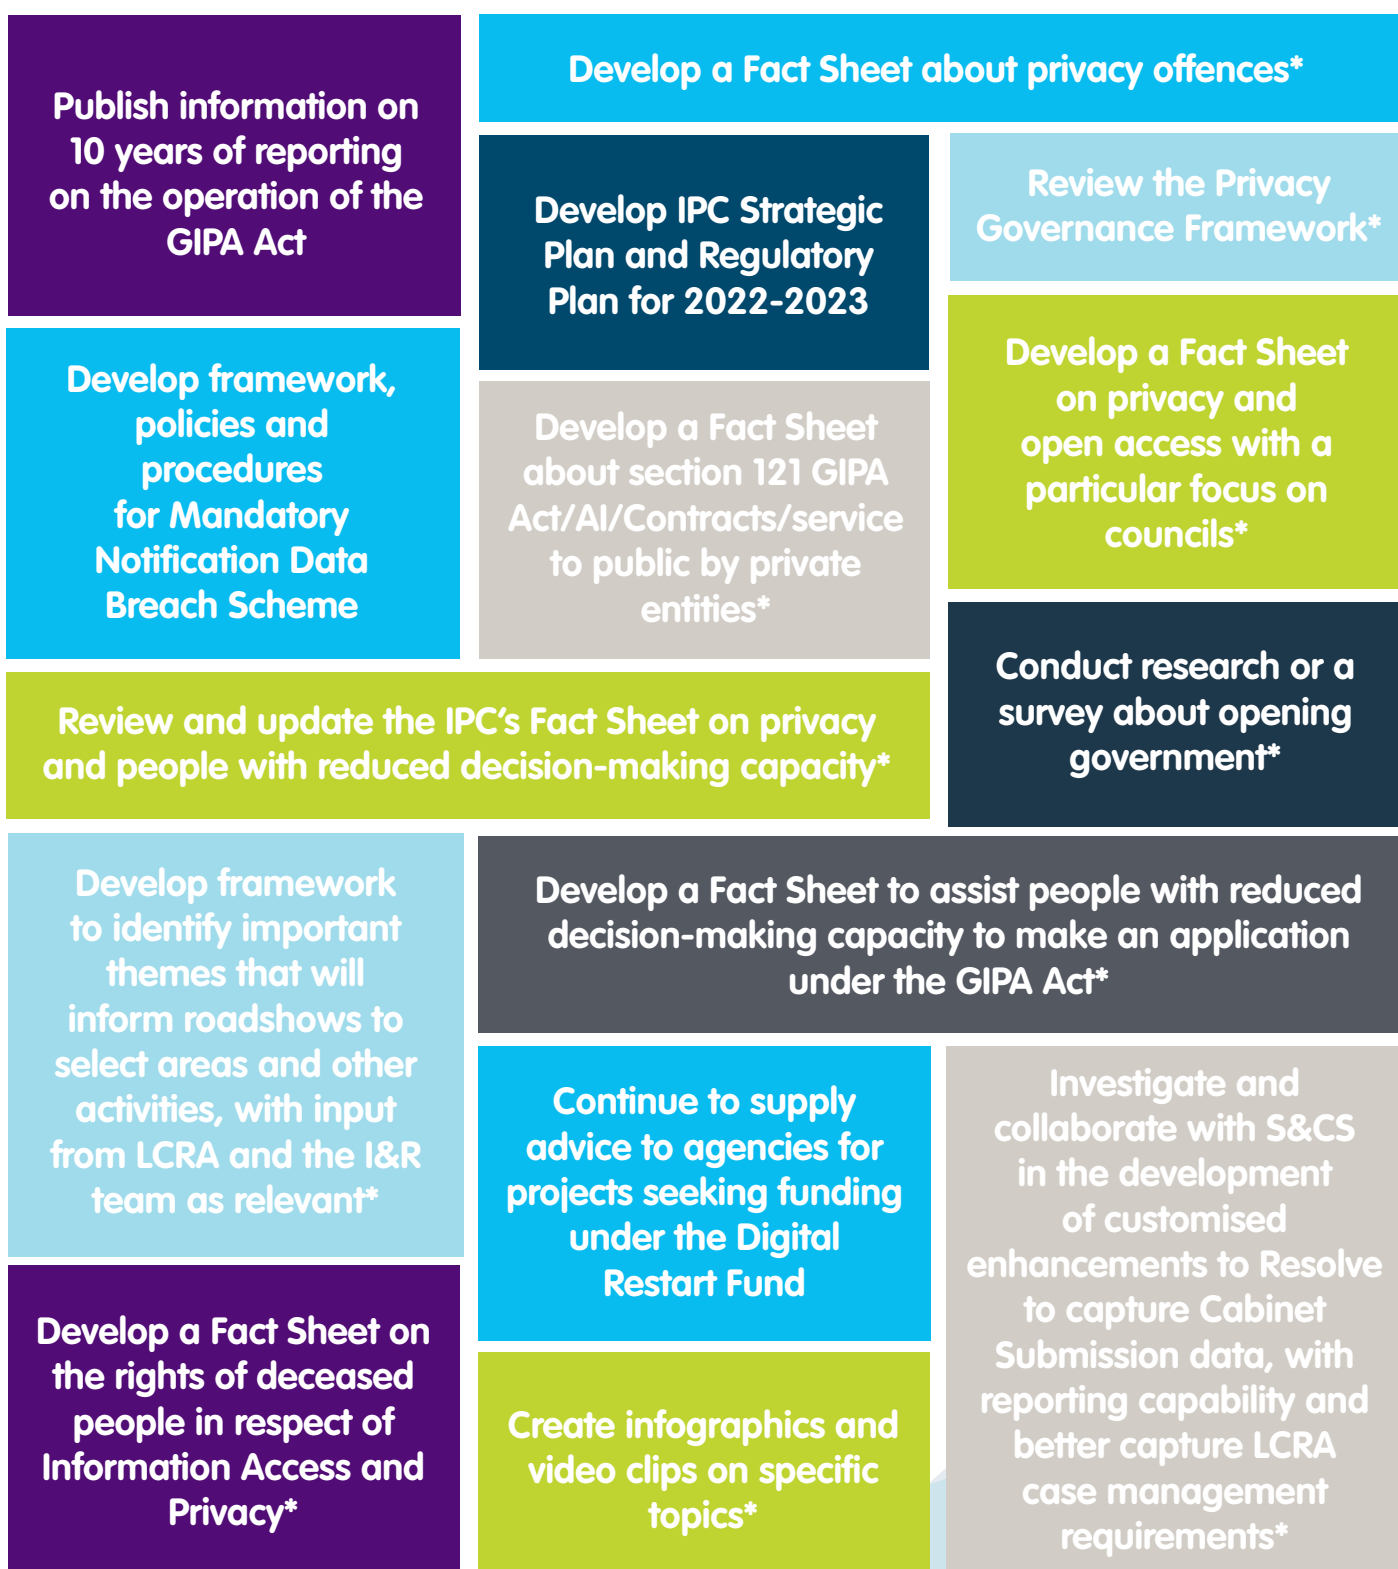 Publish information on
10 years of reporting
on the operation of the
GIPA Act
Develop a Fact Sheet about privacy offences*
Develop IPC Strategic
Plan and Regulatory
Plan for 2022-2023
Review the Privacy
Governance Framework*
Develop framework,
policies and
procedures
for Mandatory
Notification Data
Breach Scheme
Develop a Fact Sheet
about section 121 GIPA
Act/AI/Contracts/service
to public by private
entities*
Develop a Fact Sheet
on privacy and
open access with a
particular focus on
councils*
Review and update the IPC’s Fact Sheet on privacy
and people with reduced decision-making capacity*
Conduct research or a
survey about opening
government*
Develop framework
to identify important
themes that will
inform roadshows to
select areas and other
activities, with input
from LCRA and the I&R
team as relevant*
Develop a Fact Sheet to assist people with reduced
decision-making capacity to make an application
under the GIPA Act*
Continue to supply
advice to agencies for
projects seeking funding
under the Digital
Restart Fund
Investigate and
collaborate with S&CS
in the development
of customised
enhancements to Resolve
to capture Cabinet
Submission data, with
reporting capability and
better capture LCRA
case management
requirements*
Develop a Fact Sheet on
the rights of deceased
people in respect of
Information Access and
Privacy*
Create infographics and
video clips on specific
topics*